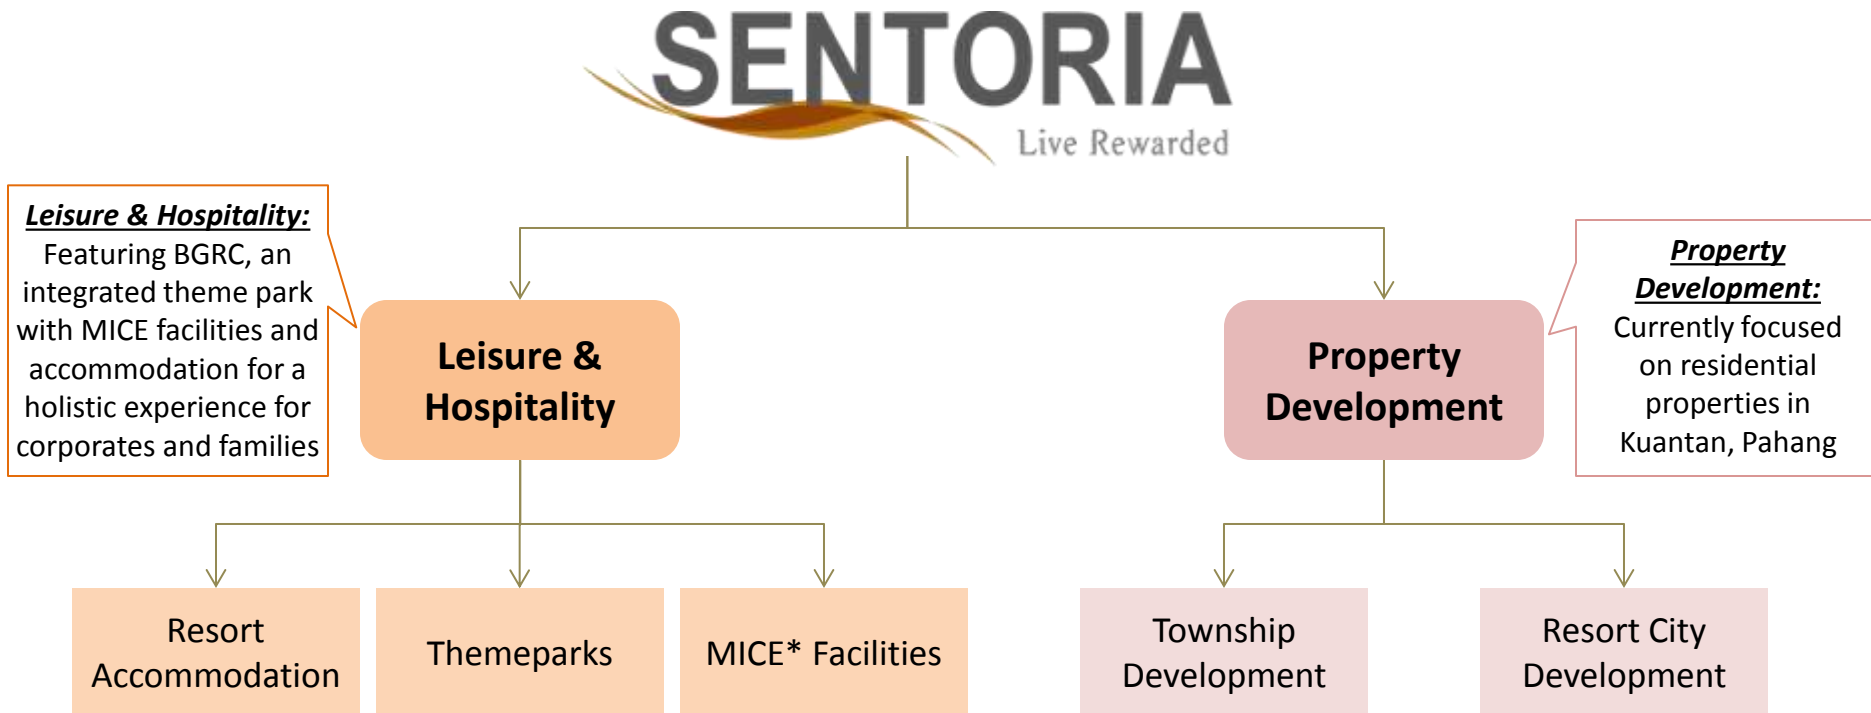 SENTORIA
Live Rewarded
Leisure & Hospitality:
Featuring BGRC, an
integrated theme park
with MICE facilities and
accommodation for a
holistic experience for
corporates and families
Leisure &
Hospitality
Property
Development
Property
Development:
Currently focused
on residential
properties in
Kuantan, Pahang
Resort
Accommodation
Themeparks
MICE* Facilities
Township
Development
Resort City
Development